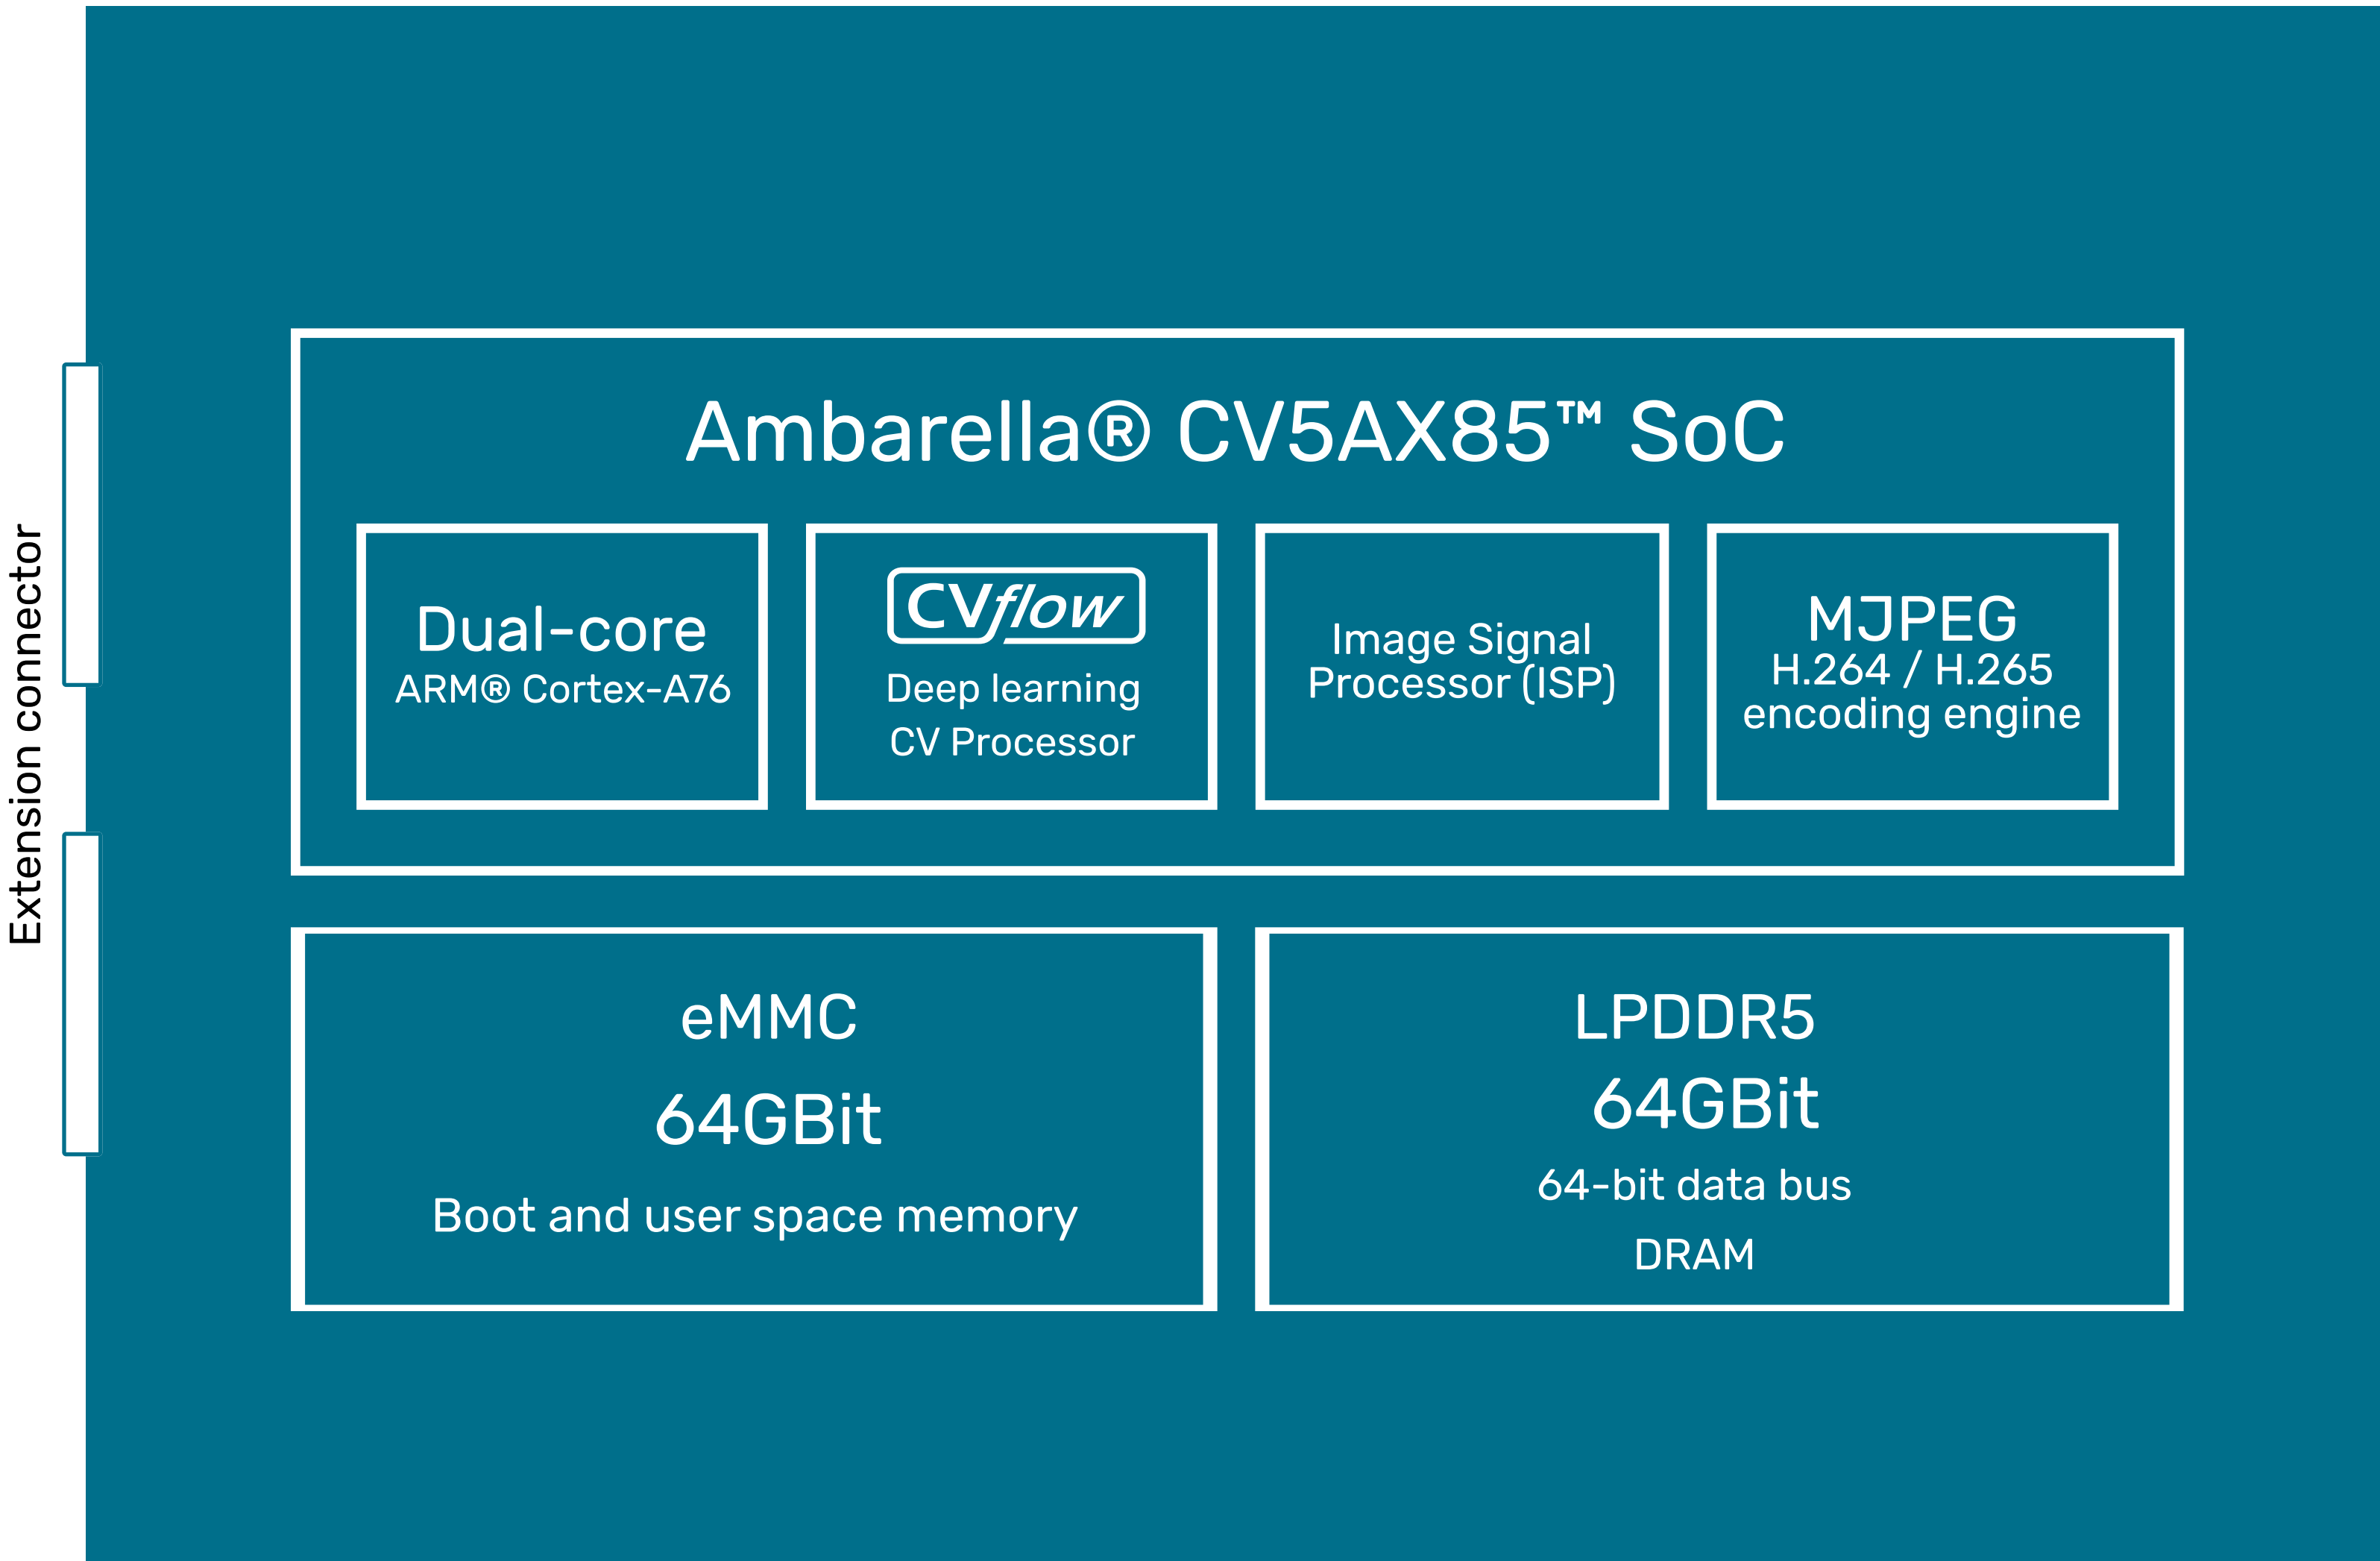 Extension connector
Ambarella® CV5AX85™ SoC
Dual-core
ARM® Cortex-A76
CVflow
Deep learning
CV Processor
Image Signal
Processor (ISP)
MJPEG
H.264 / H.265
encoding engine
eMMC
64GBit
Boot and user space memory
LPDDR5
64GBit
64-bit data bus
DRAM